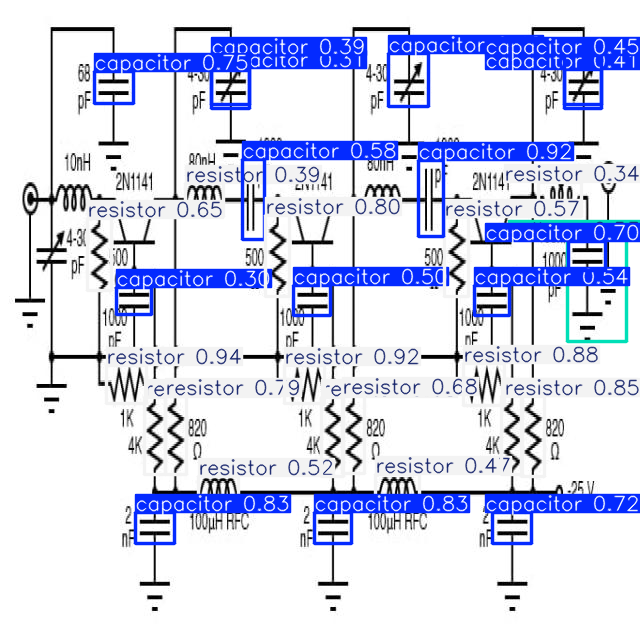 capacitor 0.39
capacitor
capacitor 0.45
capacitor 0.75
capacitor 0.31
capacitor 0.41
68
pF
4-30
pF
4-30
pF
4-30
pF
capacitor 0.58
capacitor 0.92
10nH
80nH
80nH
pF
resistor 0.39
resistor 0.34
2N1141
2N1141
2N1141
resistor 0.65
resistor 0.80
resistor 0.57
4-30
pF
capacitor 0.70
500
500
500
1000
pF
capacitor 0.30
capacitor 0.50
capacitor 0.54
1000
pF
1000
pF
1000
pF
resistor 0.94
resistor 0.92
resistor 0.88
resistor 0.79
resistor 0.68
resistor 0.85
1K
1K
1K
4K
820
Ω
4K
820
Ω
4K
820
Ω
resistor 0.52
resistor 0.47
-25 V
capacitor 0.83
capacitor 0.83
capacitor 0.72
2
nF
100µH RFC
2
nF
100µH RFC
2
nF